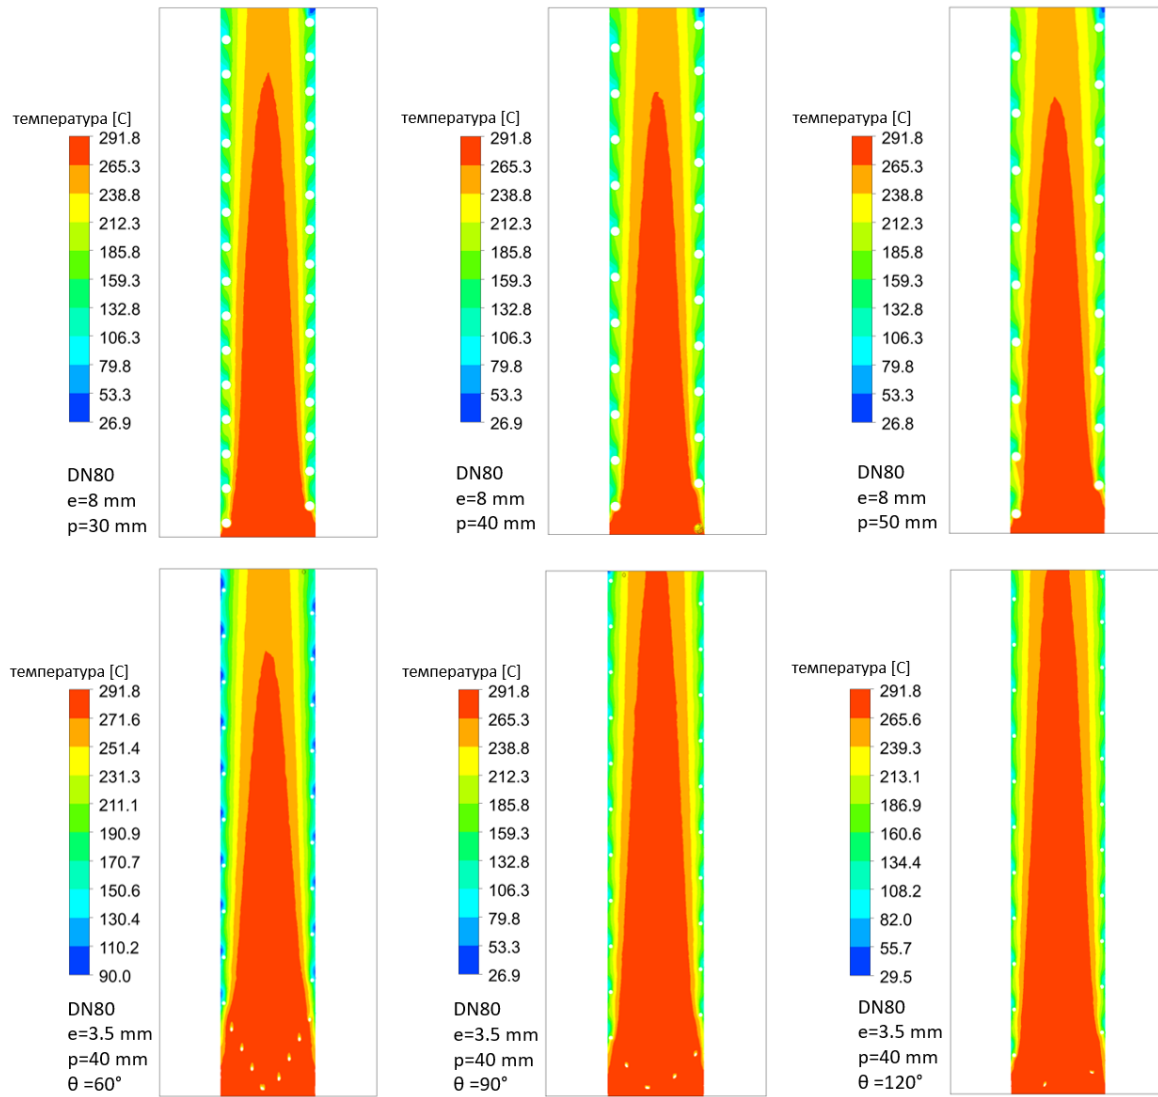 температура [C]
291.8
265.3
238.8
212.3
185.8
159.3
132.8
106.3
79.8
53.3
26.9
DN80
e=8 mm
p=30 mm
температура [C]
291.8
265.3
238.8
212.3
185.8
159.3
132.8
106.3
79.8
53.3
26.9
DN80
e=8 mm
p=40 mm
температура [C]
291.8
265.3
238.8
212.3
185.8
159.3
132.8
106.3
79.8
53.3
26.8
DN80
e=8 mm
p=50 mm
температура [C]
291.8
271.6
251.4
231.3
211.1
190.9
170.7
150.6
130.4
110.2
90.0
DN80
e=3.5 mm
p=40 mm
θ =60°
температура [C]
291.8
265.3
238.8
212.3
185.8
159.3
132.8
106.3
79.8
53.3
26.9
DN80
e=3.5 mm
p=40 mm
θ =90°
температура [C]
291.8
265.6
239.3
213.1
186.9
160.6
134.4
108.2
82.0
55.7
29.5
DN80
e=3.5 mm
p=40 mm
θ =120°